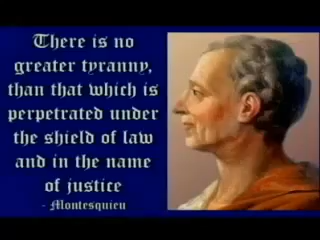 There is no
greater tyranny,
than that which is
perpetrated under
the shield of law
and in the name
of justice
- Montesquieu